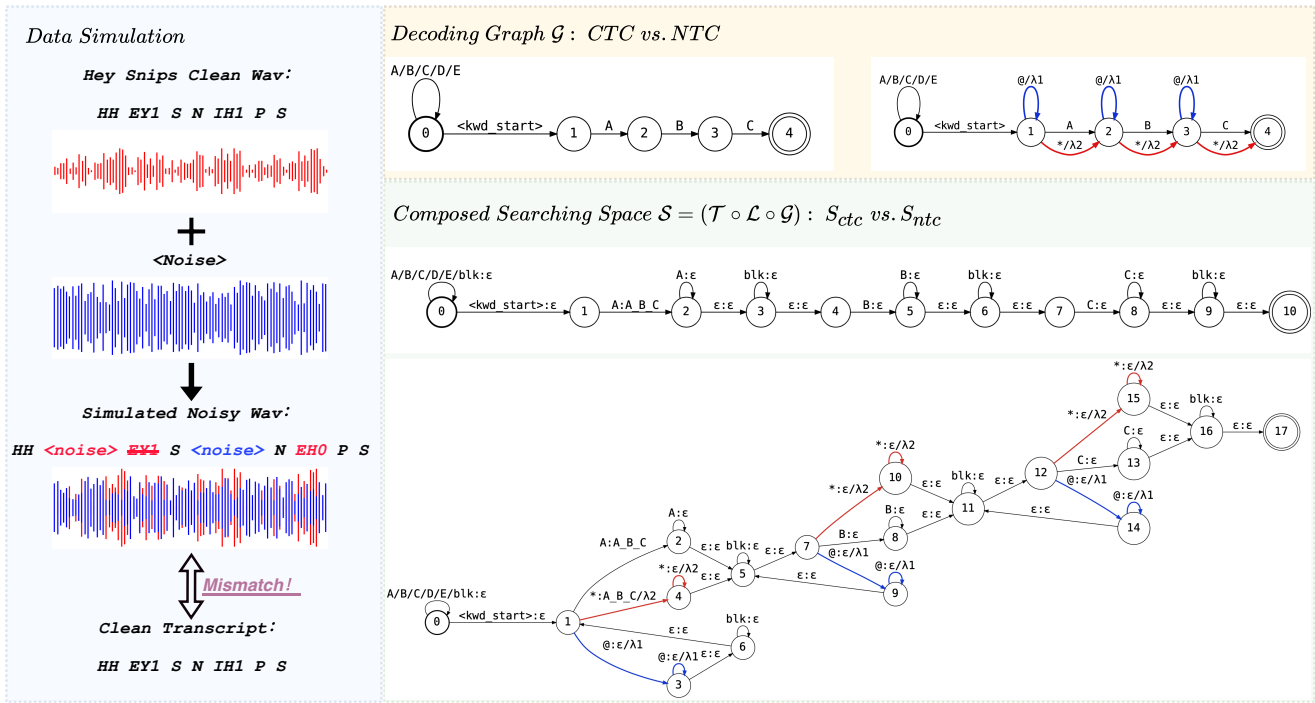 Data Simulation
Hey Snips Clean Wav:
HH EY1 S N IH1 P S
<Noise>
Simulated Noisy Wav:
HH <noise> EY1 S <noise> N EH0 P S
Mismatch!
Clean Transcript:
HH EY1 S N IH1 P S
Decoding Graph 𝒢 : CTC vs. NTC
A/B/C/D/E
0 <kwd_start> 1 A 2 B 3 C 4
A/B/C/D/E @/λ1 @/λ1 @/λ1
0 <kwd_start> 1 A 2 B 3 C 4
*/λ2 */λ2 */λ2
Composed Searching Space 𝒮 = (𝒯 ∘ ℒ ∘ 𝒢) : S_ctc vs. S_ntc
A/B/C/D/E/blk:ε A:ε blk:ε B:ε blk:ε C:ε blk:ε
0 <kwd_start>:ε 1 A:A_B_C 2 ε:ε 3 ε:ε 4 B:ε 5 ε:ε 6 ε:ε 7 C:ε 8 ε:ε 9 ε:ε 10
*:ε/λ2
15 ε:ε blk:ε
*:ε/λ2 16 ε:ε 17
C:ε ε:ε
*:ε/λ2 12 C:ε 13
10 ε:ε blk:ε ε:ε @:ε/λ1 @:ε/λ1
*:ε/λ2 11 ε:ε 14
B:ε ε:ε
A:ε 7 B:ε 8
A:A_B_C 2 ε:ε blk:ε ε:ε @:ε/λ1 @:ε/λ1
*:ε/λ2 5 ε:ε 9
A/B/C/D/E/blk:ε *:A_B_C/λ2 4 ε:ε
0 <kwd_start>:ε 1 ε:ε blk:ε
@:ε/λ1 @:ε/λ1 ε:ε 6
3